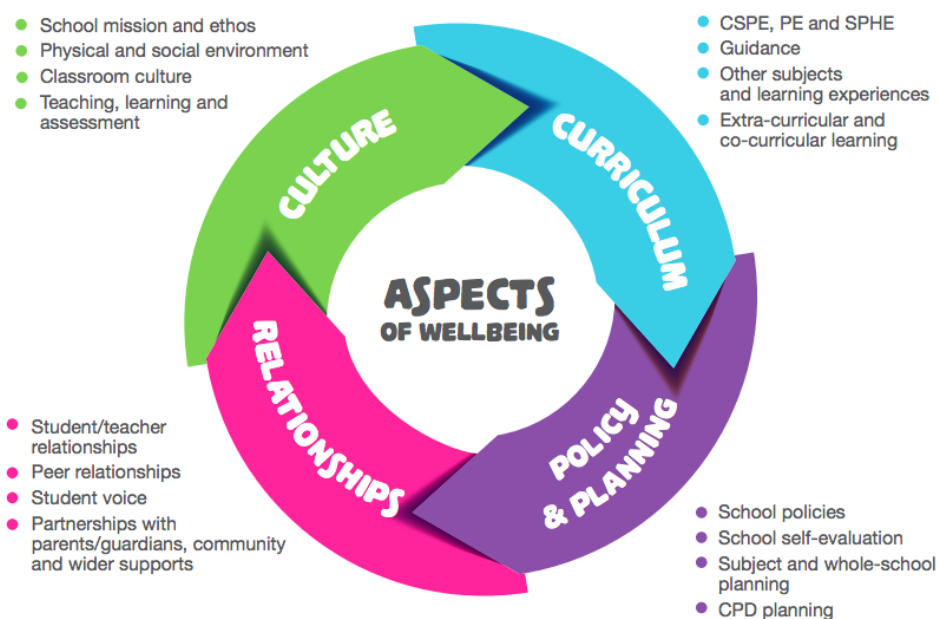 School mission and ethos
Physical and social environment
Classroom culture
Teaching, learning and
assessment
CSPE, PE and SPHE
Guidance
Other subjects
and learning experiences
Extra-curricular and
co-curricular learning
CULTURE
CURRICULUM
ASPECTS
OF WELLBEING
RELATIONSHIPS
POLICY
& PLANNING
Student/teacher
relationships
Peer relationships
Student voice
Partnerships with
parents/guardians, community
and wider supports
School policies
School self-evaluation
Subject and whole-school
planning
CPD planning